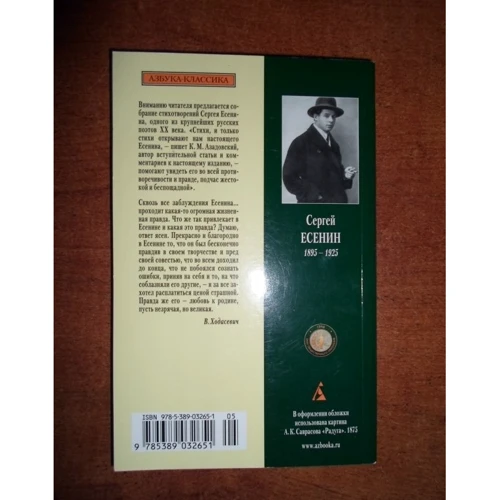 АЗБУКА-КЛАССИКА
Вниманию читателя предлагается со-
брание стихотворений Сергея Есени-
на, одного из крупнейших русских
поэтов XX века. «Стихи, и только
стихи открывают нам настоящего
Есенина, – пишет К. М. Азадовский,
автор вступительной статьи и ком-
ментариев к настоящему изданию, –
помогают увидеть его во всей проти-
воречивости и правде, подчас жесто-
кой и беспощадной».
Сквозь все заблуждения Есенина...
проходит какая-то огромная жизнен-
ная правда. Что же так привлекает в
Есенине и какая это правда? Думаю,
ответ ясен. Прекрасно и благородно
в Есенине то, что он был бесконечно
правдив в своем творчестве и пред
своей совестью, что во всем доходил
до конца, что не побоялся сознать
ошибки, приняв на себя и то, на что
соблазняли его другие, – и за все за-
хотел расплатиться ценой страшной.
Правда же его – любовь к родине,
пусть незрячая, но великая.
В. Ходасевич
ISBN 978-5-389-03265-1
05
9 785389 032651
Сергей
ЕСЕНИН
1895 – 1925
В оформлении обложки
использована картина
А. К. Саврасова «Радуга». 1875
www.azbooka.ru